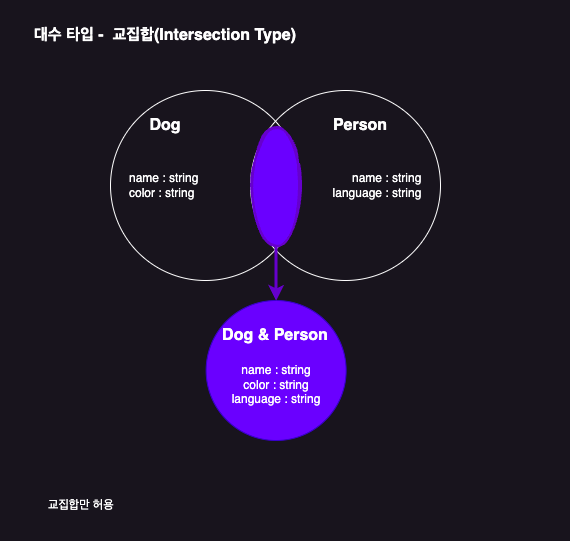 대수 타입 - 교집합(Intersection Type)
Dog
Person
name : string
color : string
name : string
language : string
Dog & Person
name : string
color : string
language : string
교집합만 허용